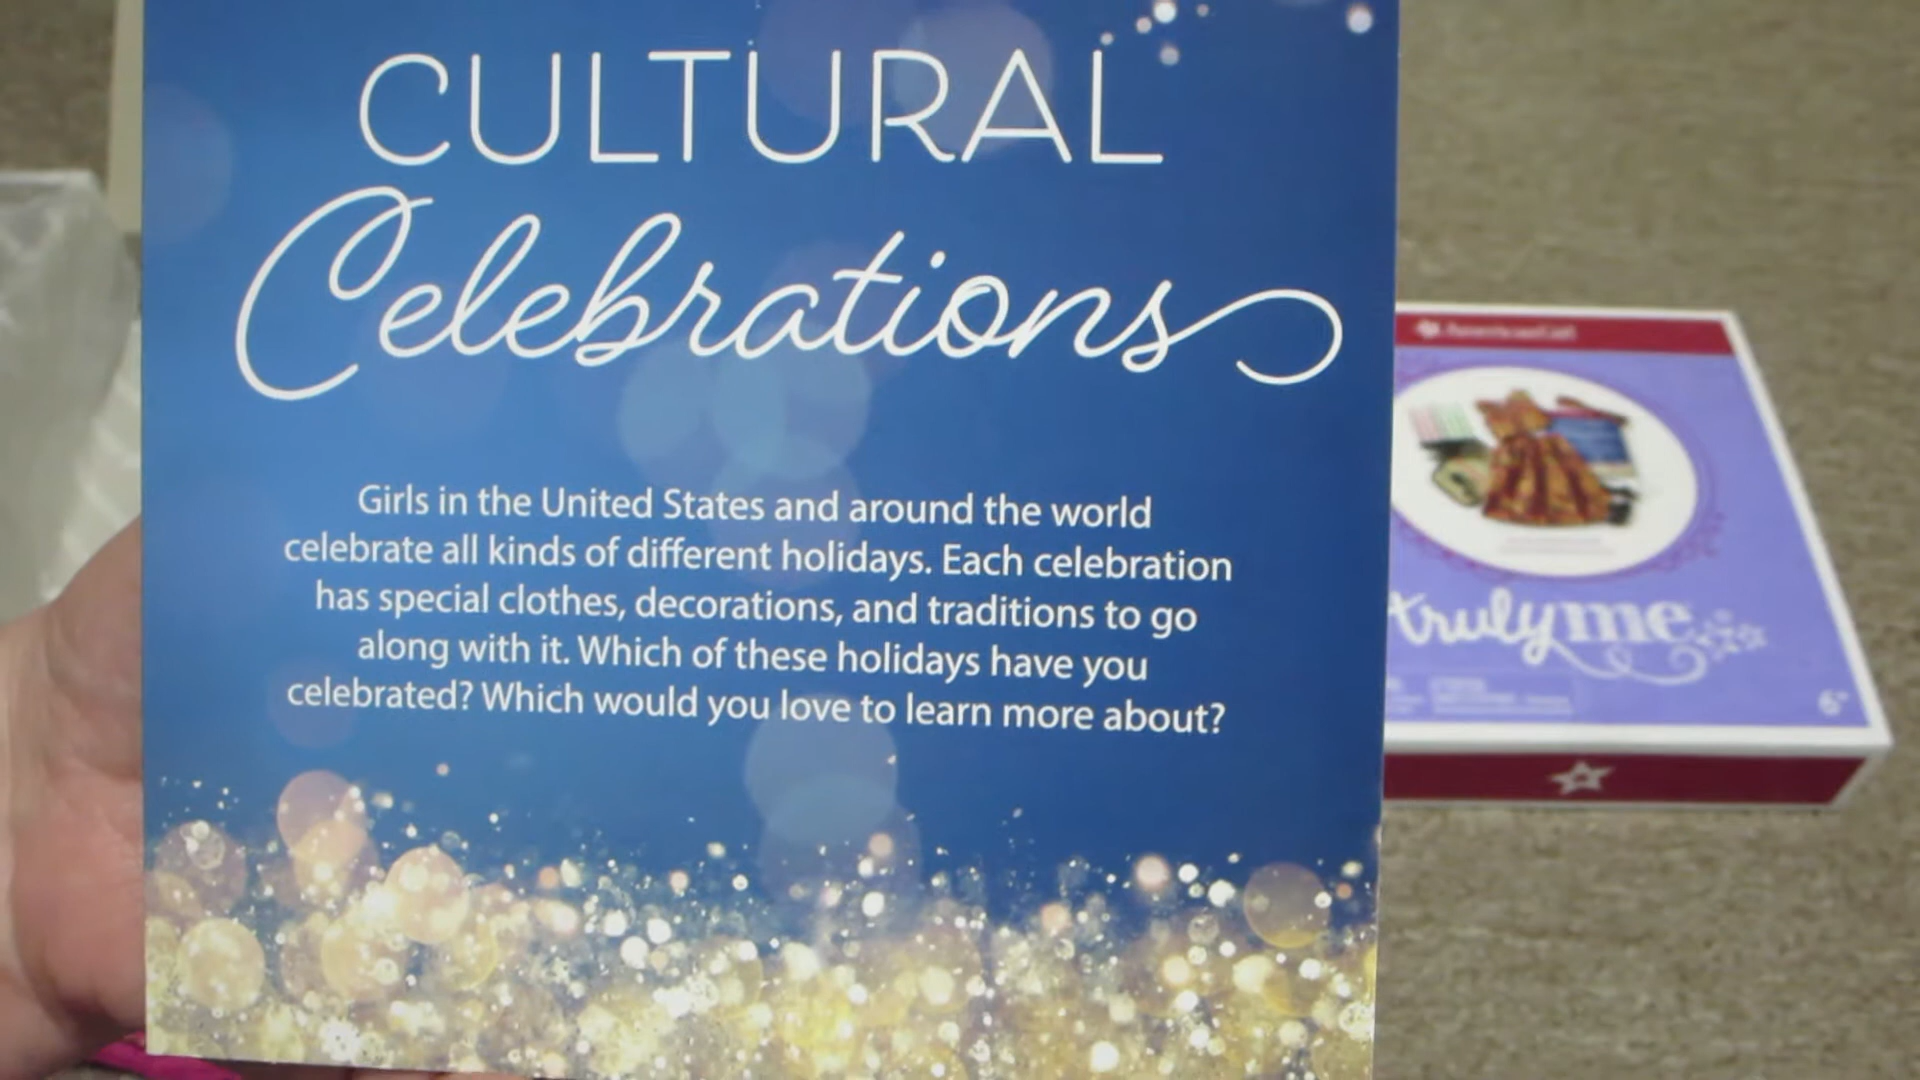 CULTURAL
Celebrations
Girls in the United States and around the world
celebrate all kinds of different holidays. Each celebration
has special clothes, decorations, and traditions to go
along with it. Which of these holidays have you
celebrated? Which would you love to learn more about?
AmericanGirl
truly me
6+